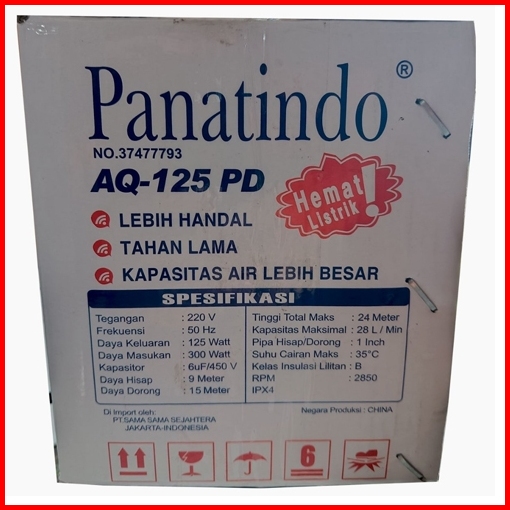 Panatindo ®
NO.37477793
AQ-125 PD
Hemat
Listrik !
LEBIH HANDAL
TAHAN LAMA
KAPASITAS AIR LEBIH BESAR
SPESIFIKASI
Tegangan : 220 V
Frekuensi : 50 Hz
Daya Keluaran : 125 Watt
Daya Masukan : 300 Watt
Kapasitor : 6uF/450 V
Daya Hisap : 9 Meter
Daya Dorong : 15 Meter
Tinggi Total Maks : 24 Meter
Kapasitas Maksimal : 28 L / Min
Pipa Hisap/Dorong : 1 Inch
Suhu Cairan Maks : 35°C
Kelas Insulasi Lilitan : B
RPM : 2850
IPX4
Di Import oleh:
PT.SAMA SAMA SEJAHTERA
JAKARTA-INDONESIA
Negara Produksi : CHINA
6